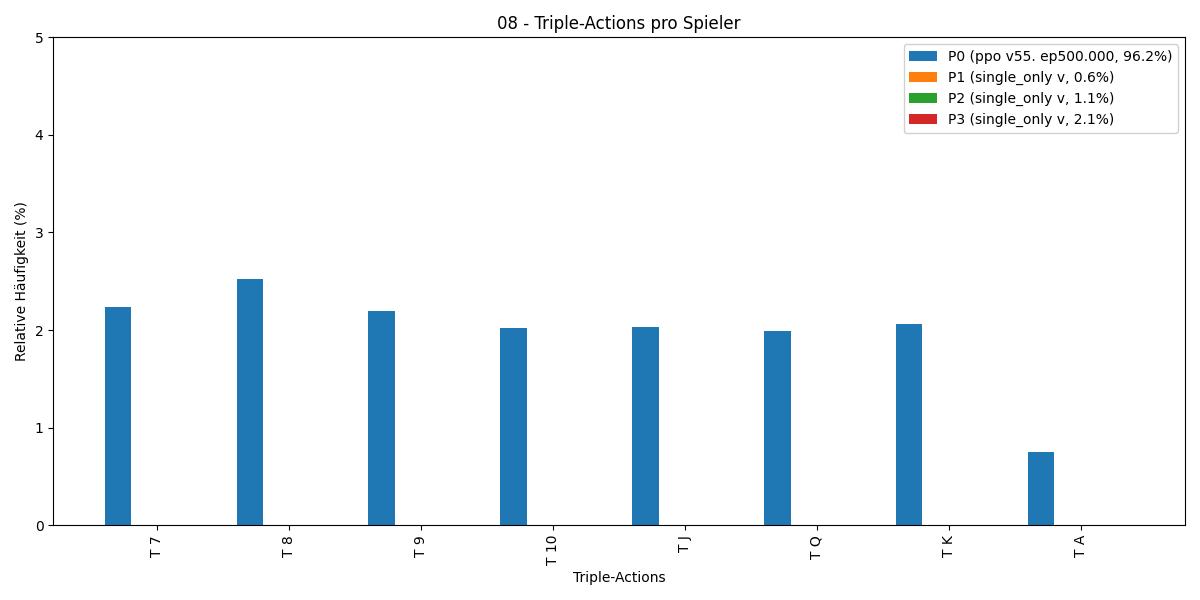 08 - Triple-Actions pro Spieler
P0 (ppo v55. ep500.000, 96.2%)
P1 (single_only v, 0.6%)
P2 (single_only v, 1.1%)
P3 (single_only v, 2.1%)
Relative Häufigkeit (%)
5
4
3
2
1
0
T 7
T 8
T 9
T 10
T J
T Q
T K
T A
Triple-Actions